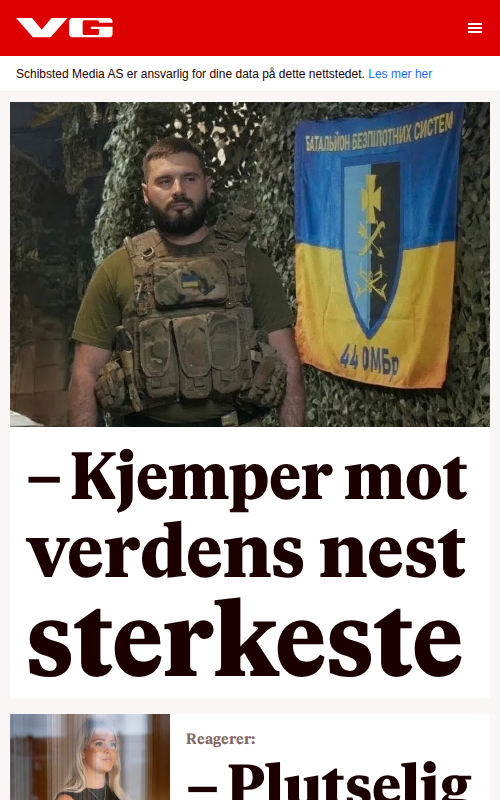 VG
Schibsted Media AS er ansvarlig for dine data på dette nettstedet. Les mer her
БАТАЛЬЙОН БЕЗПІЛОТНИХ СИСТЕМ
44 ОМБр
– Kjemper mot
verdens nest
sterkeste
Reagerer:
– Plutselig